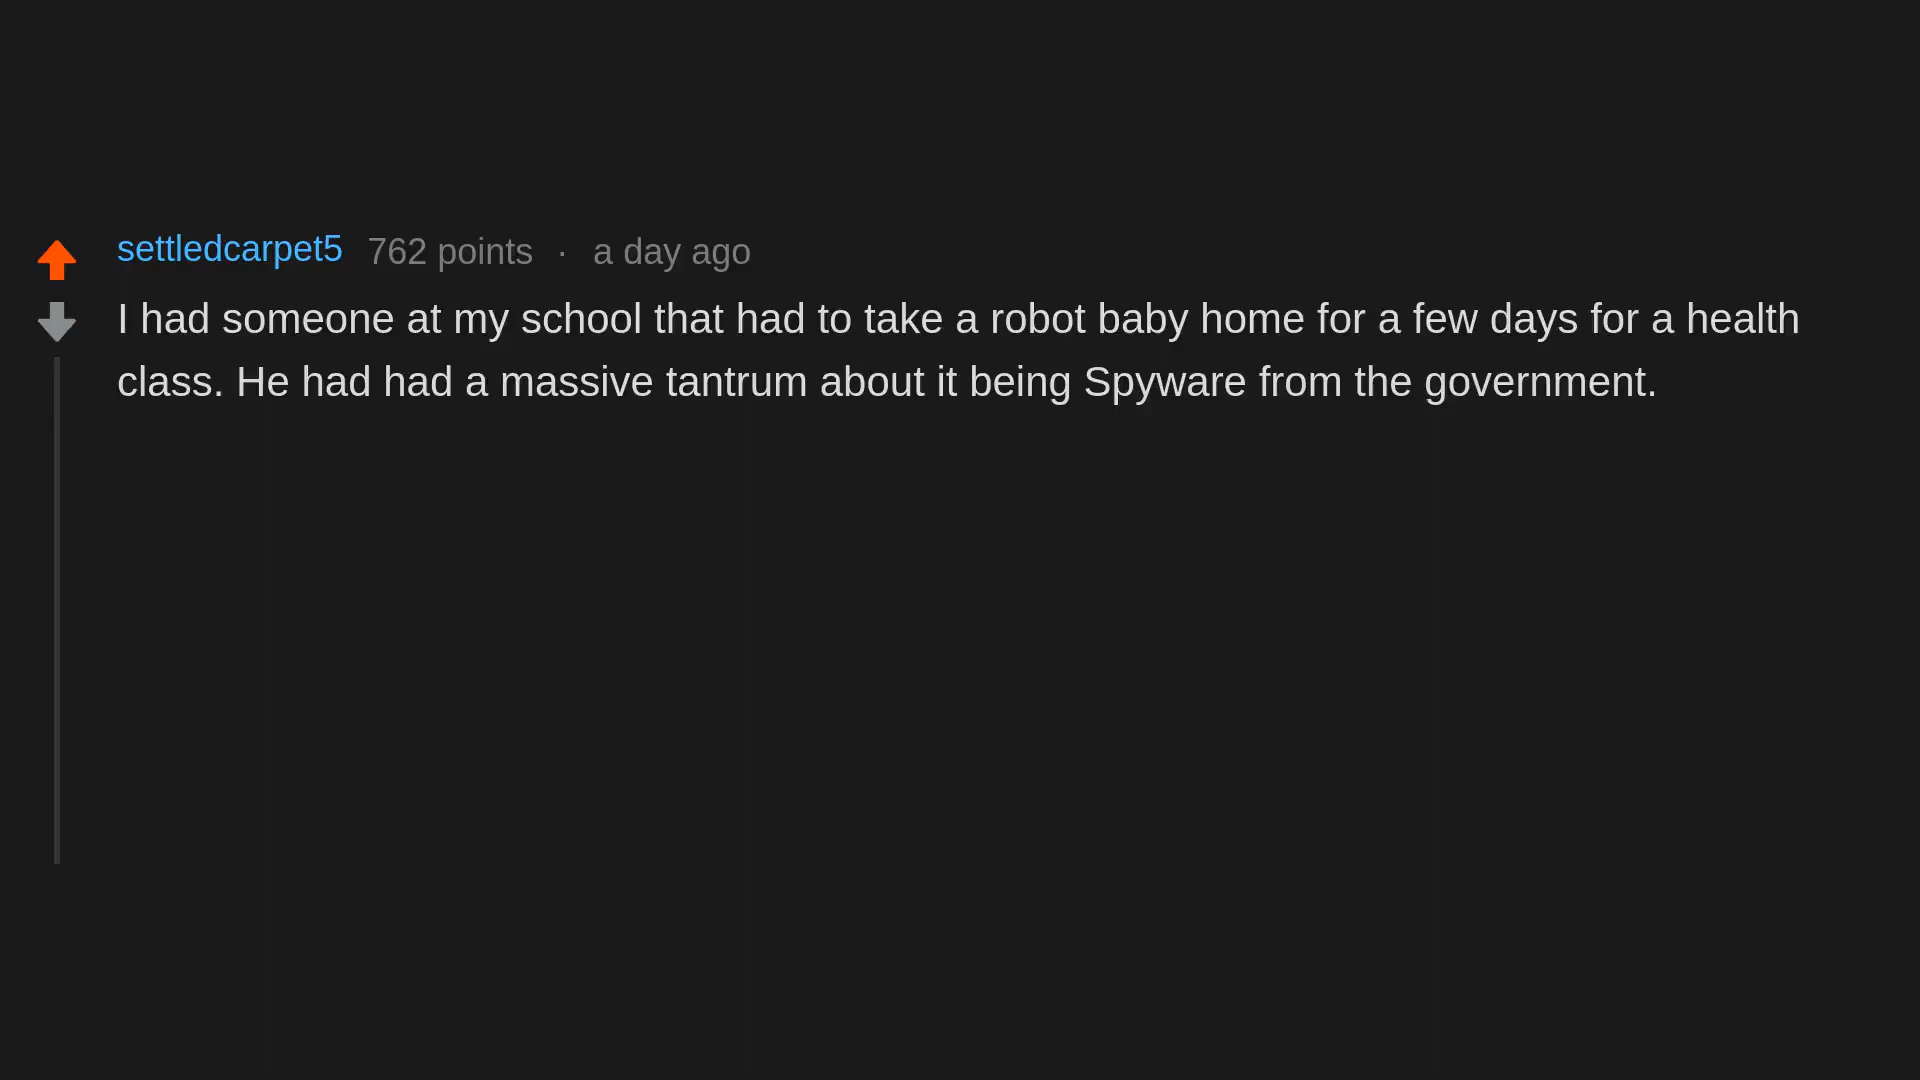 settledcarpet5 762 points · a day ago
I had someone at my school that had to take a robot baby home for a few days for a health
class. He had had a massive tantrum about it being Spyware from the government.